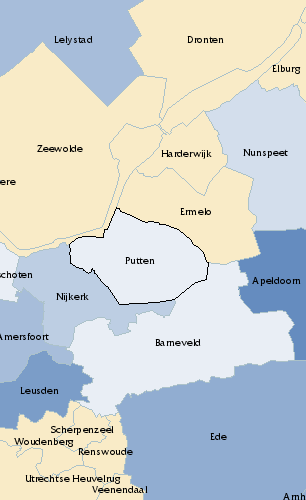 Lelystad
Dronten
Elburg
Zeewolde
Harderwijk
Nunspeet
ere
Ermelo
Putten
schoten
Apeldoorn
Nijkerk
Amersfoort
Barneveld
Leusden
Scherpenzeel
Woudenberg
Ede
Renswoude
Utrechtse Heuvelrug
Veenendaal
Arnh